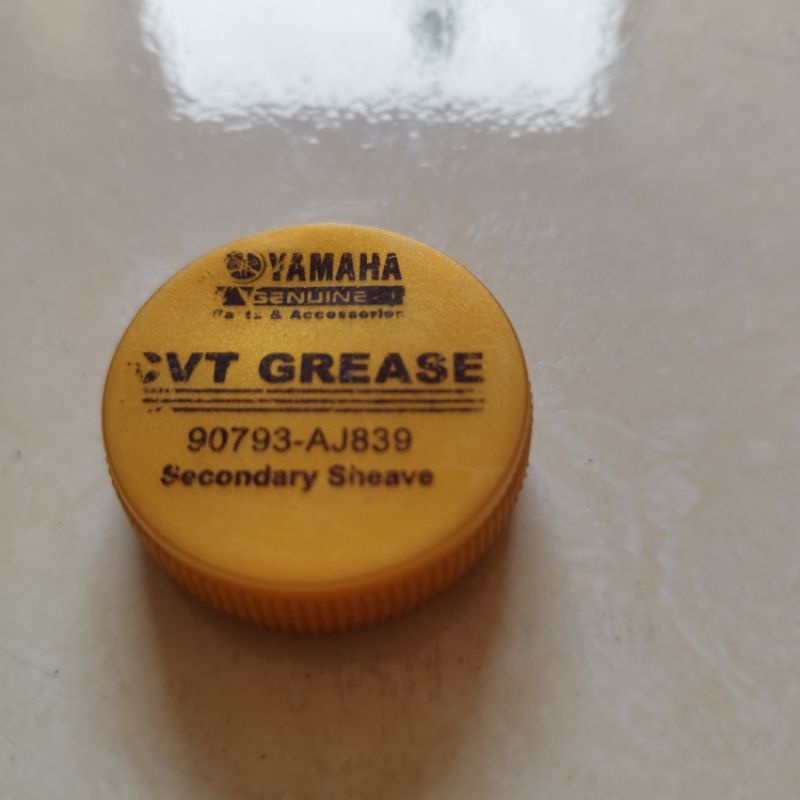 YAMAHA
GENUINE
Parts & Accessories
CVT GREASE
90793-AJ839
Secondary Sheave